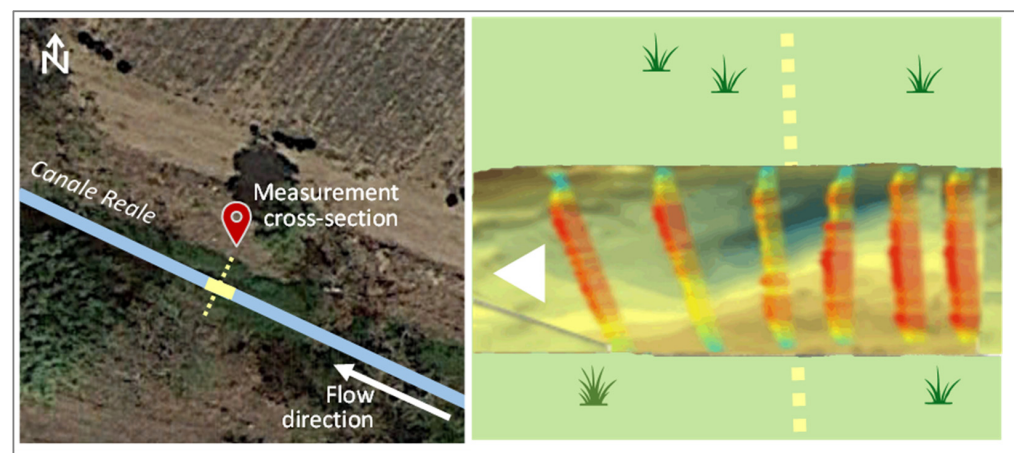 N
Canale Reale
Measurement
cross-section
Flow
direction